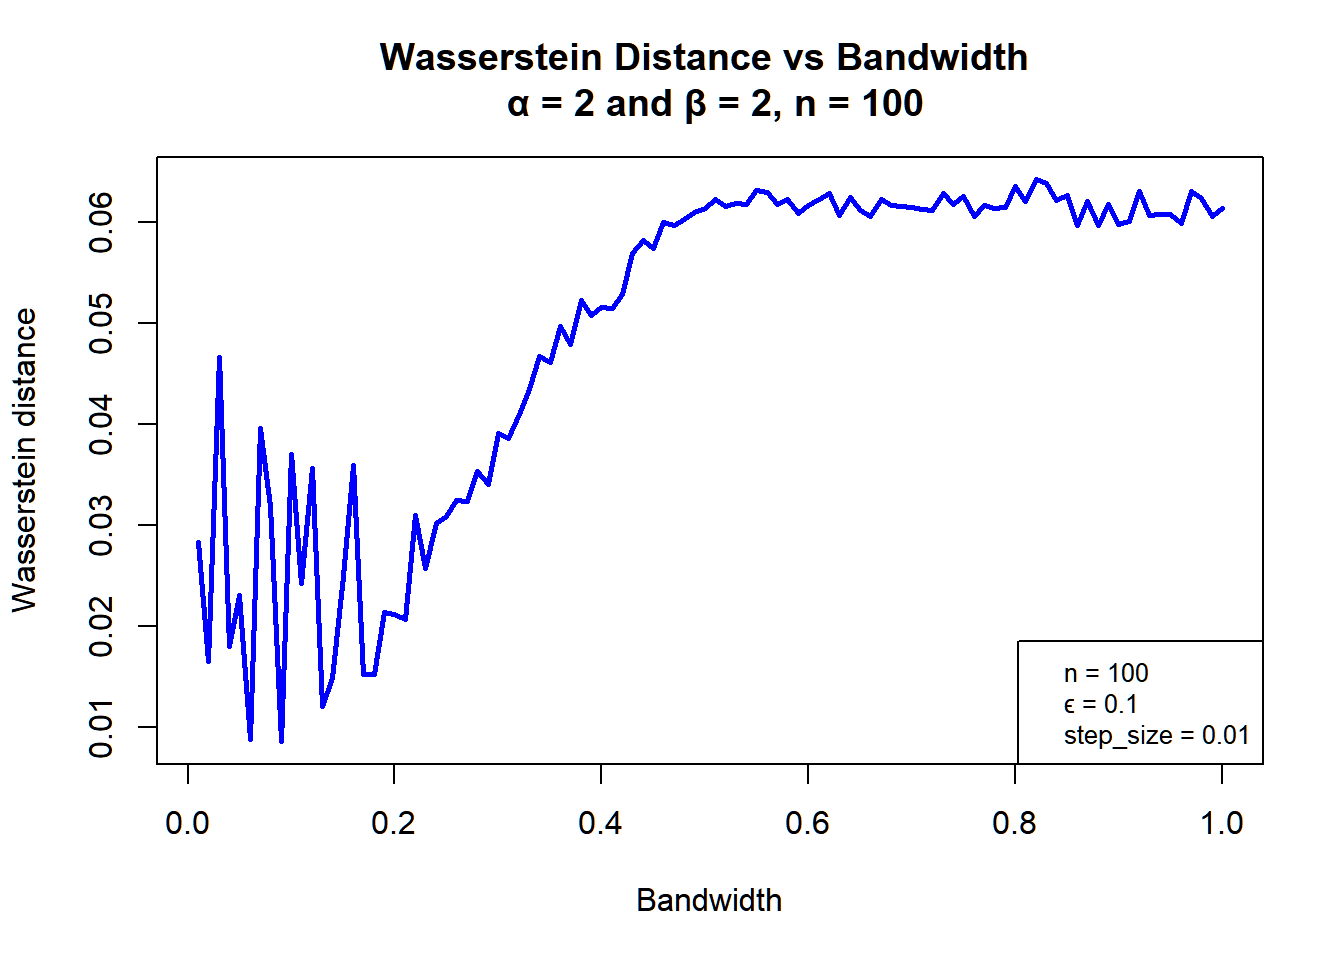 Wasserstein Distance vs Bandwidth
α = 2 and β = 2, n = 100
Wasserstein distance
0.06
0.05
0.04
0.03
0.02
0.01
n = 100
ϵ = 0.1
step_size = 0.01
0.0 0.2 0.4 0.6 0.8 1.0
Bandwidth